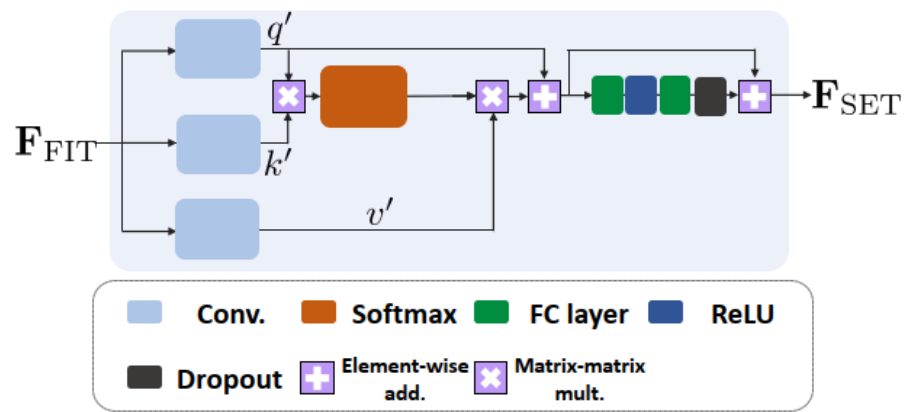 q′
k′
v′
F_FIT
F_SET
Conv.
Softmax
FC layer
ReLU
Dropout
Element-wise
add.
Matrix-matrix
mult.